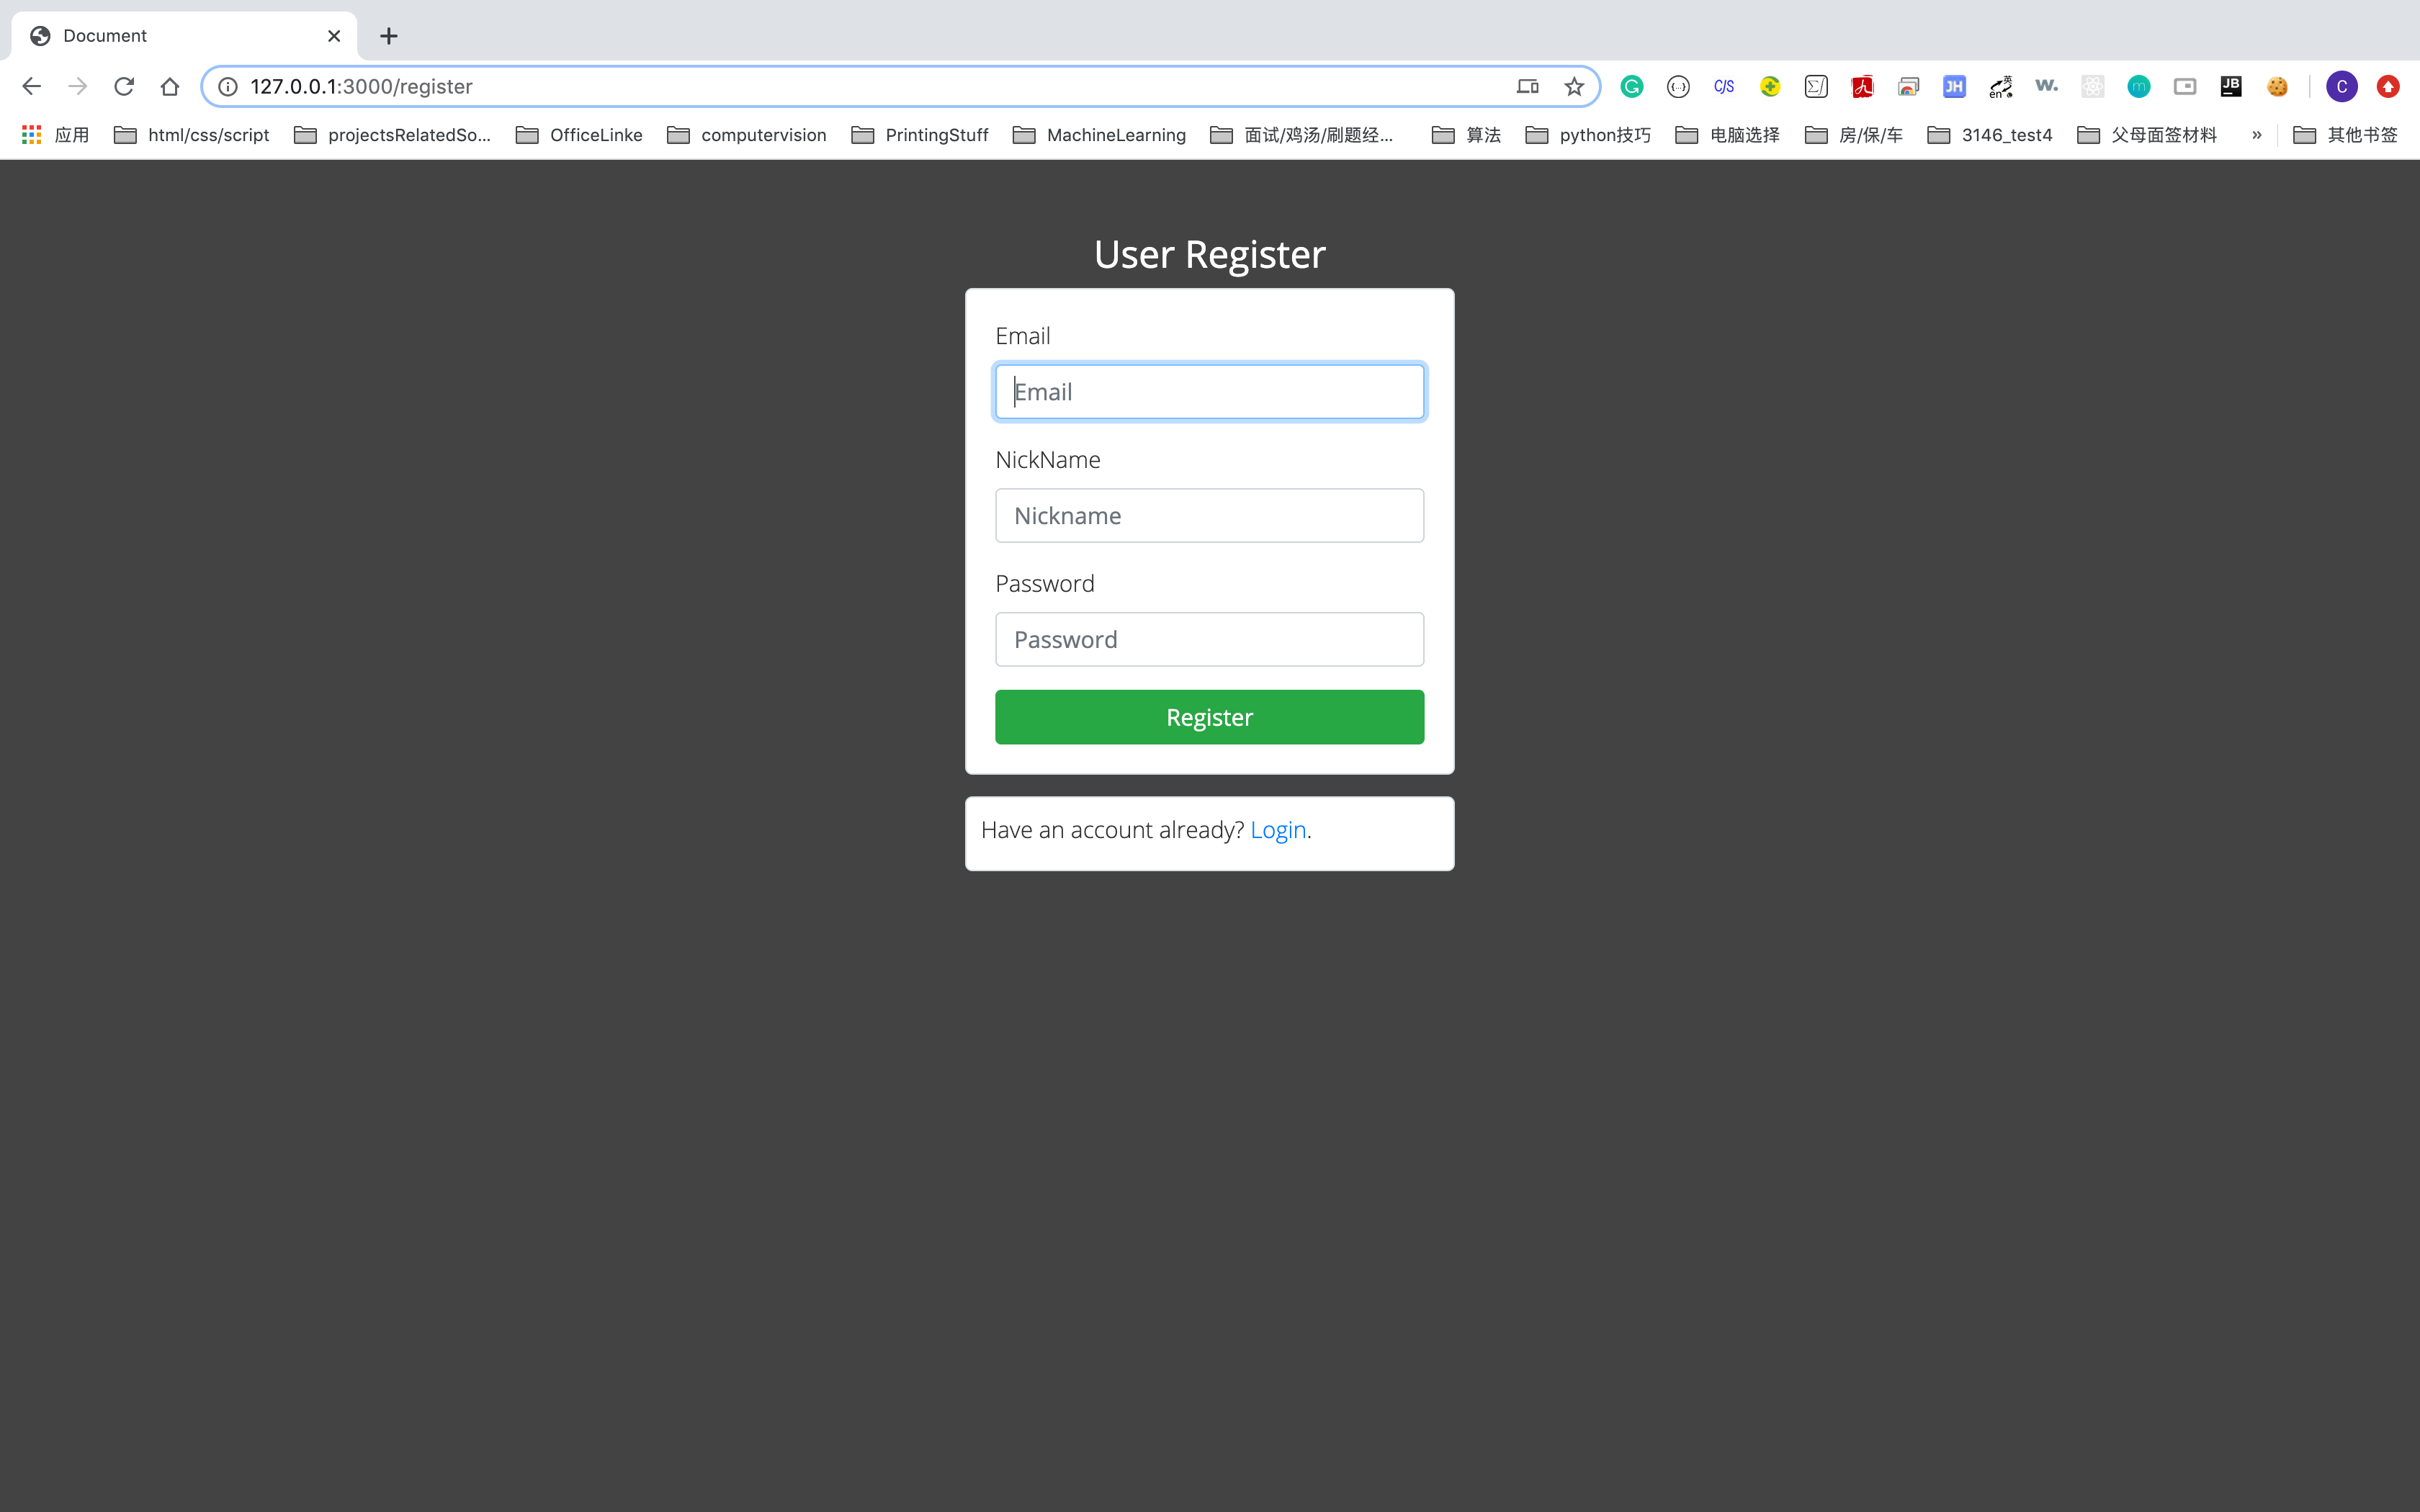 Document
127.0.0.1:3000/register
C/S
JH
英
en
w.
m
JB
C
应用 html/css/script projectsRelatedSo... OfficeLinke computervision PrintingStuff MachineLearning 面试/鸡汤/刷题经... 算法 python技巧 电脑选择 房/保/车 3146_test4 父母面签材料 » 其他书签
User Register
Email
Email
NickName
Nickname
Password
Password
Register
Have an account already? Login.